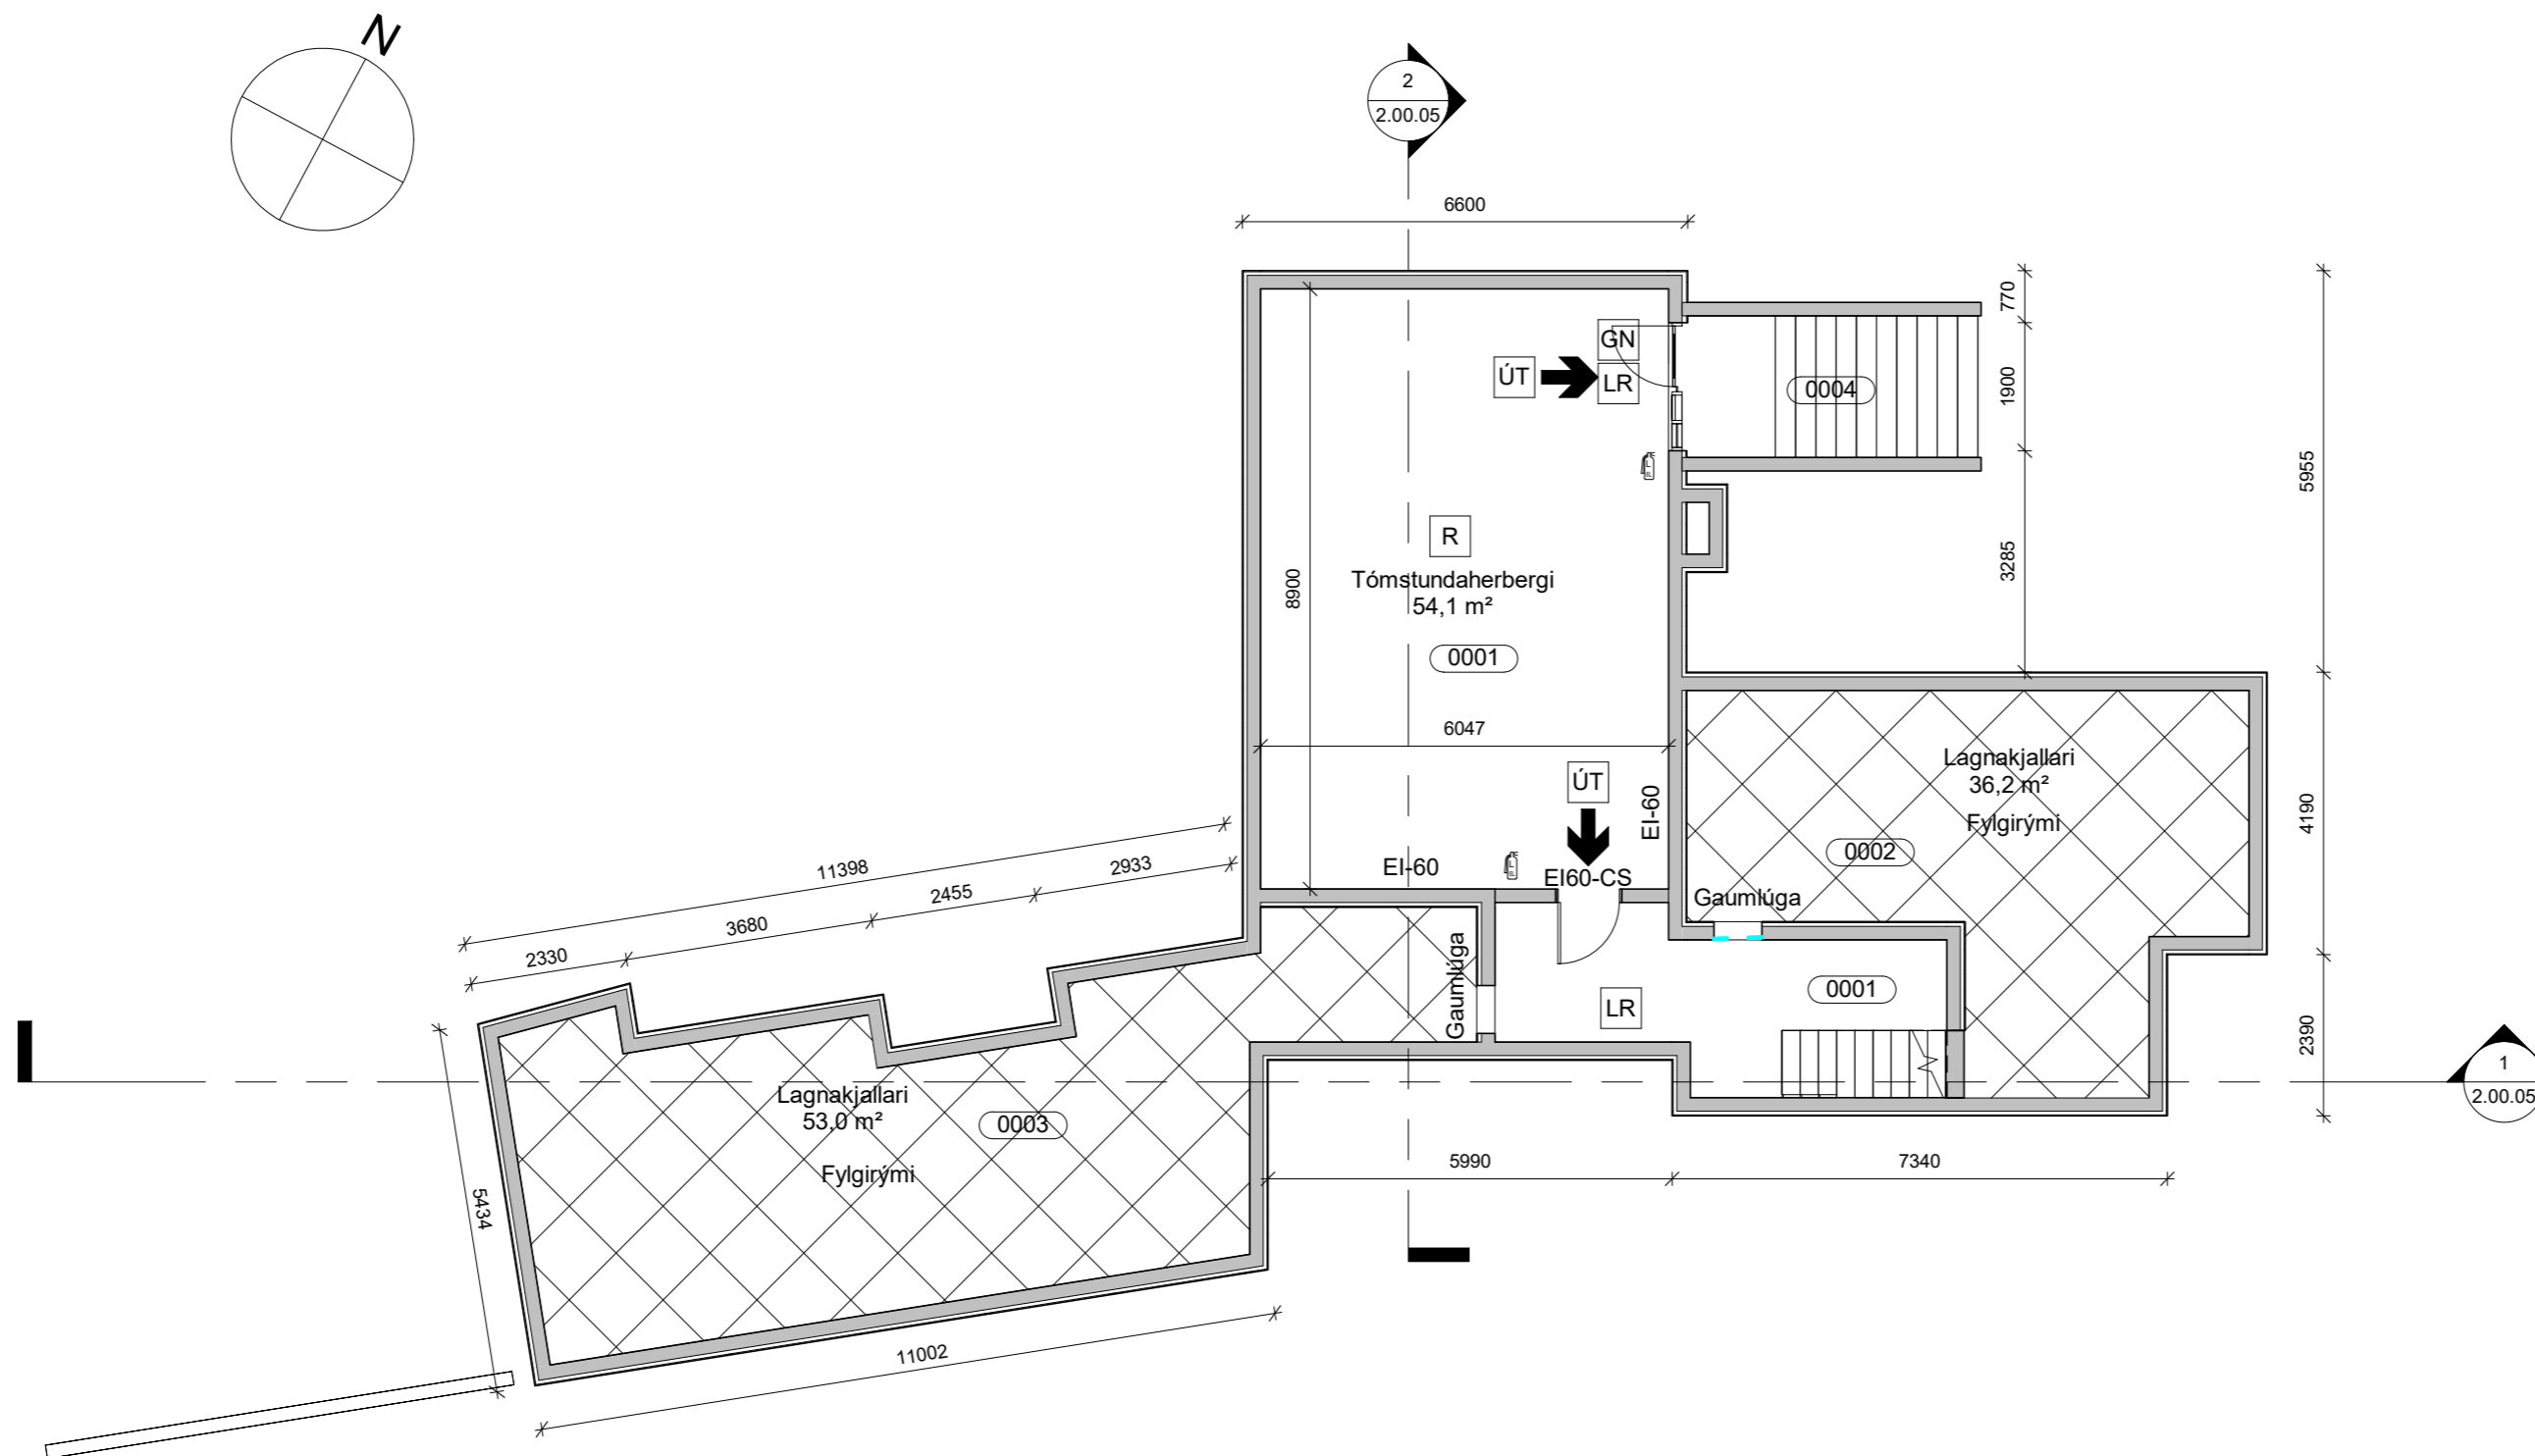 N
2
2.00.05
6600
770
GN
ÚT
LR
0004
1900
5955
R
Tómstundaherbergi
54,1 m²
8900
3285
0001
6047
Lagnakjallari
36,2 m²
Fylgirými
ÚT
EI-60
4190
0002
11398
2933
EI-60
EI60-CS
Gaumlúga
2455
3680
2330
Gaumlúga
LR
0001
2390
Lagnakjallari
53,0 m²
0003
Fylgirými
1
2.00.05
5990
7340
5434
11002